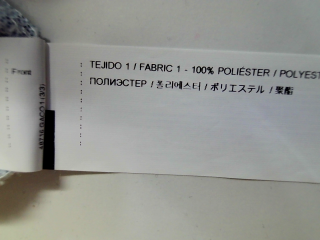 TEJIDO 1 / FABRIC 1 - 100% POLIÉSTER / POLYEST
ПОЛИЭСТЕР / 폴리에스터 / ポリエステル / 聚酯